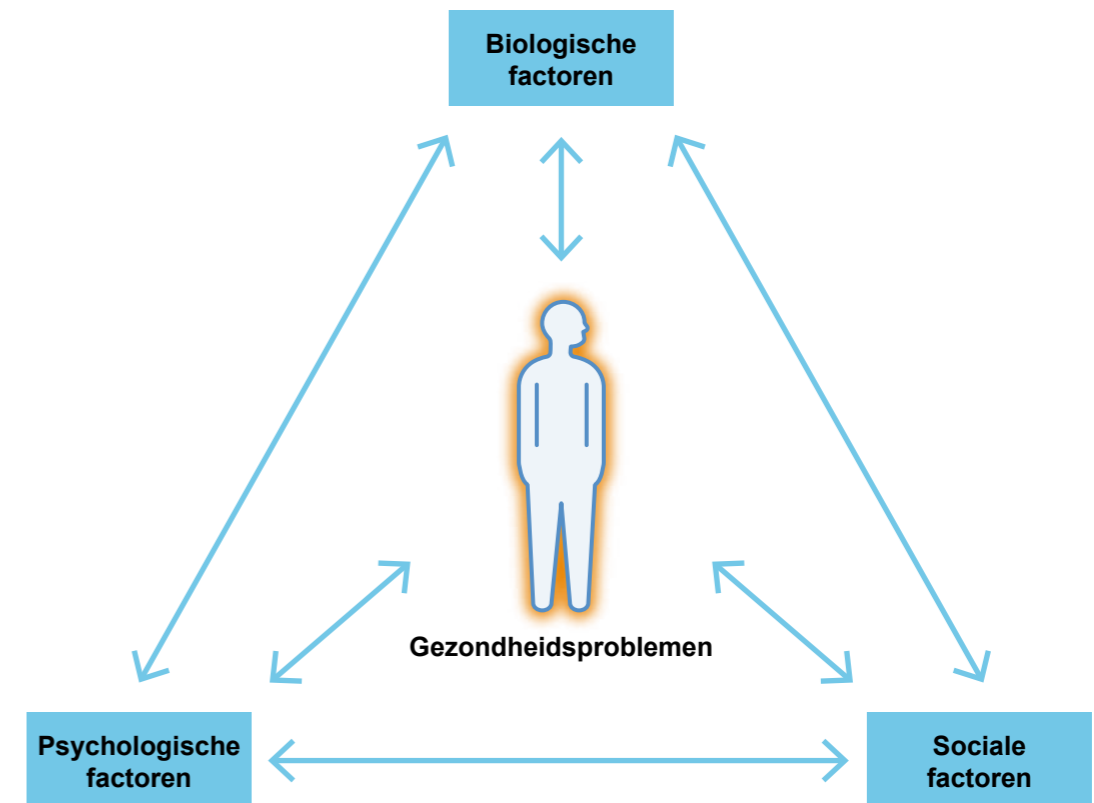 Biologische
factoren
Gezondheidsproblemen
Psychologische
factoren
Sociale
factoren